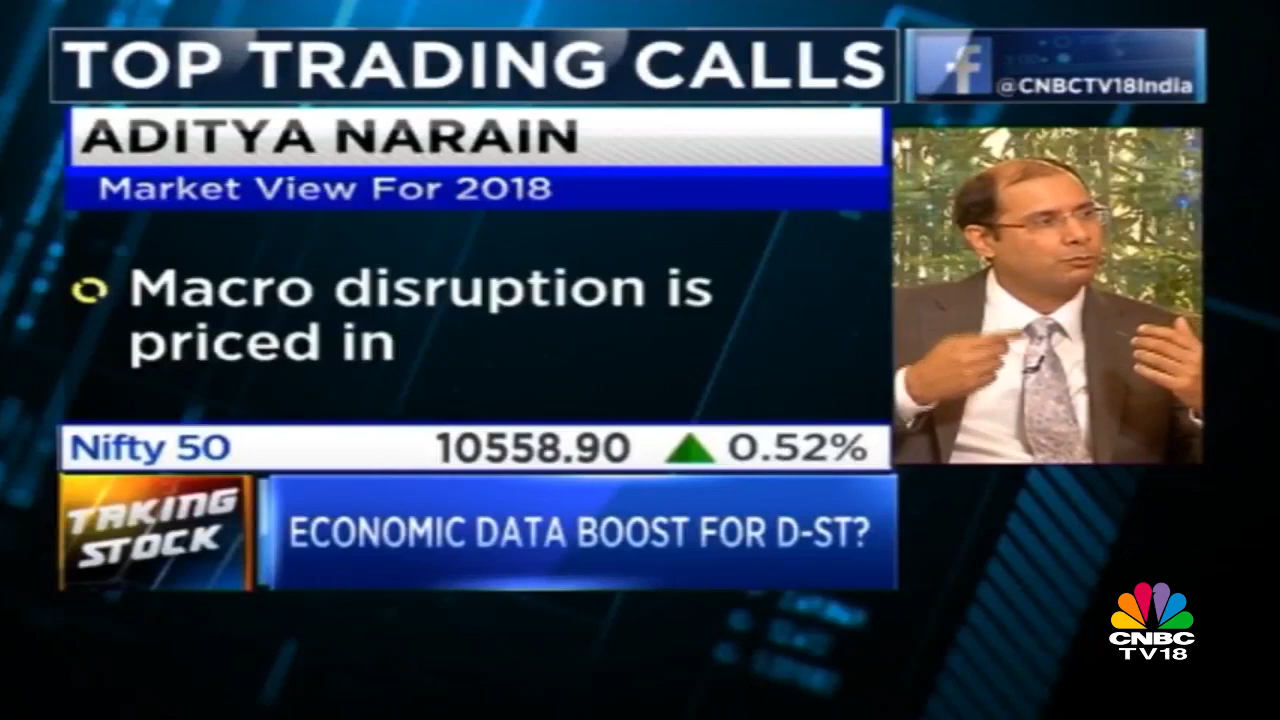 TOP TRADING CALLS
f
@CNBCTV18India
ADITYA NARAIN
Market View For 2018
Macro disruption is
priced in
Nifty 50 10558.90 0.52%
TAKING
STOCK
ECONOMIC DATA BOOST FOR D-ST?
CNBC
TV18